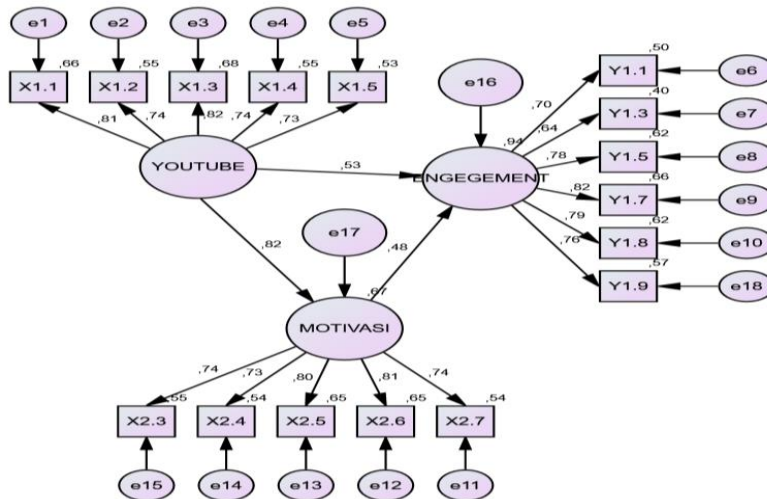 e1 e2 e3 e4 e5
,66 ,55 ,68 ,55 ,53
X1.1 X1.2 X1.3 X1.4 X1.5
,81 ,74 ,82 ,74 ,73
YOUTUBE
,53
,82
e16
,94
ENGEGEMENT
,50
Y1.1 e6
,70
,40
Y1.3 e7
,64
,62
Y1.5 e8
,78
,66
Y1.7 e9
,82
,62
Y1.8 e10
,79
,57
Y1.9 e18
,76
e17
,48
,67
MOTIVASI
,74 ,73 ,80 ,81 ,74
,55 ,54 ,65 ,65 ,54
X2.3 X2.4 X2.5 X2.6 X2.7
e15 e14 e13 e12 e11